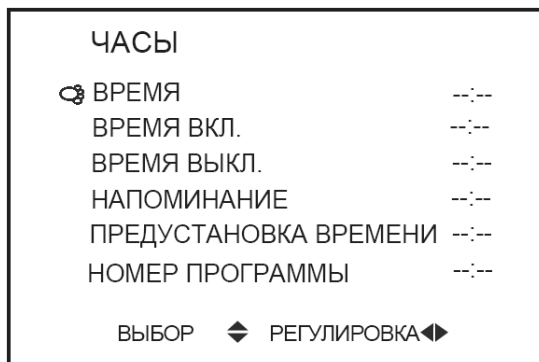 ЧАСЫ
ВРЕМЯ --:--
ВРЕМЯ ВКЛ. --:--
ВРЕМЯ ВЫКЛ. --:--
НАПОМИНАНИЕ --:--
ПРЕДУСТАНОВКА ВРЕМЕНИ --:--
НОМЕР ПРОГРАММЫ --:--
ВЫБОР РЕГУЛИРОВКА